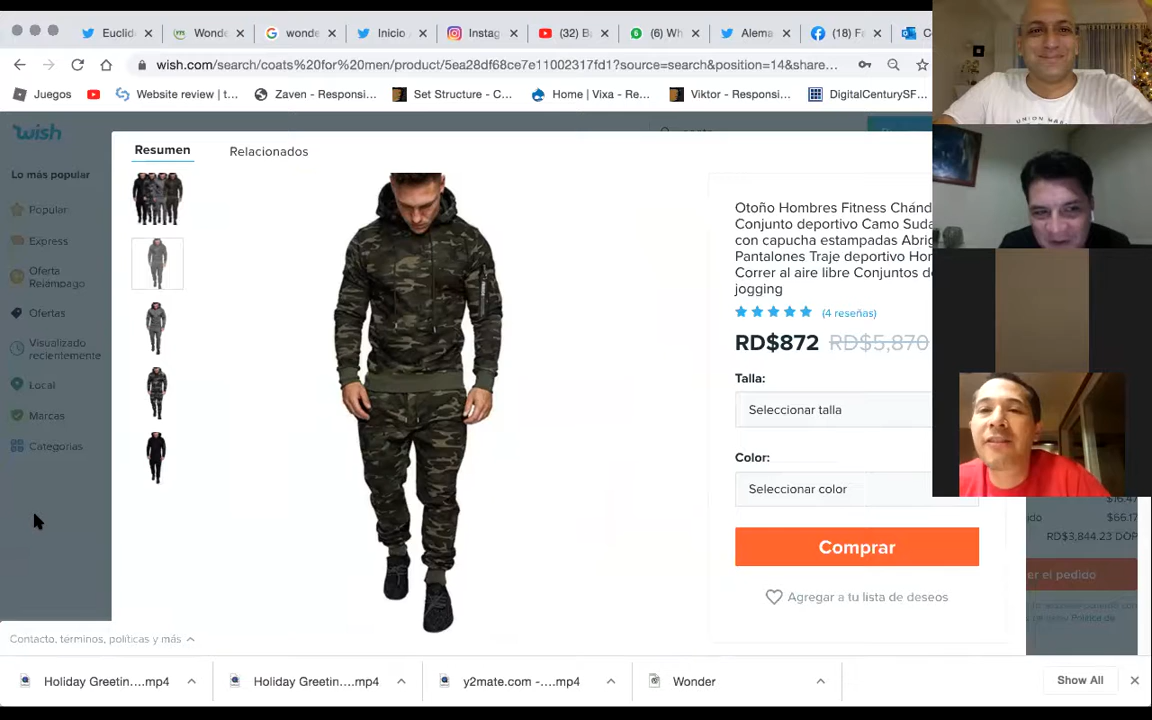 Euclid
Wonde
wonde
Inicio
Instag
(32) B
(6) Wh
Alema
(18) F
wish.com/search/coats%20for%20men/product/5ea28df68ce7e11002317fd1?source=search&position=14&share...
Juegos
Website review | t...
Zaven - Responsi...
Set Structure - C...
Home | Vixa - Re...
Viktor - Responsi...
DigitalCenturySF...
wish
Lo más popular
Popular
Express
Oferta
Relámpago
Ofertas
Visualizado
recientemente
Local
Marcas
Categorías
Resumen
Relacionados
Otoño Hombres Fitness Chánd
Conjunto deportivo Camo Suda
con capucha estampadas Abrig
Pantalones Traje deportivo Hom
Correr al aire libre Conjuntos de
jogging
(4 reseñas)
RD$872 RD$5,870
Talla:
Seleccionar talla
Color:
Seleccionar color
Comprar
Agregar a tu lista de deseos
$16.47
$66.17
RD$3,844.23 DOP
er el pedido
Contacto, terminos, políticas y más
Holiday Greetin....mp4
Holiday Greetin....mp4
y2mate.com -....mp4
Wonder
Show All